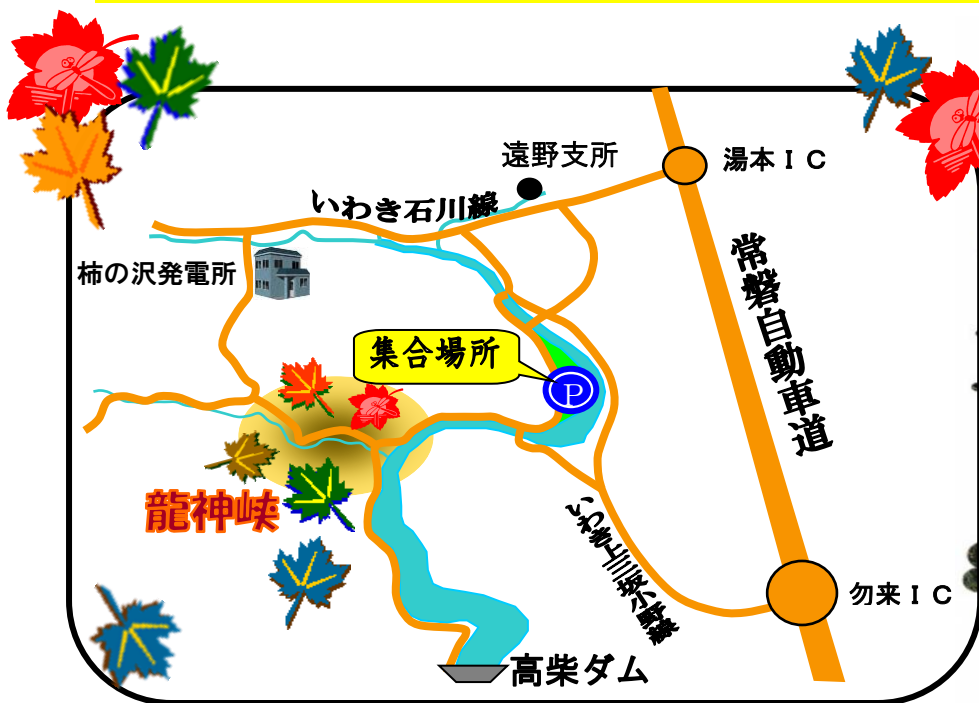 遠野支所
湯本ＩＣ
いわき石川線
柿の沢発電所
常磐自動車道
集合場所
P
龍神峡
いわき上三坂小野線
勿来ＩＣ
高柴ダム